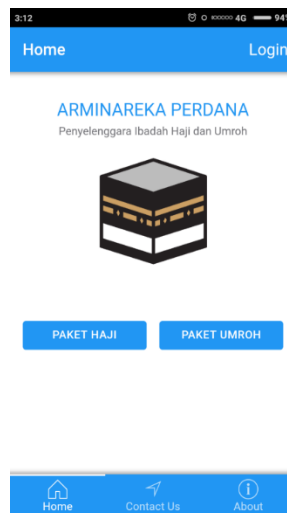 3:12 4G 94%
Home Login
ARMINAREKA PERDANA
Penyelenggara Ibadah Haji dan Umroh
PAKET HAJI PAKET UMROH
Home Contact Us About